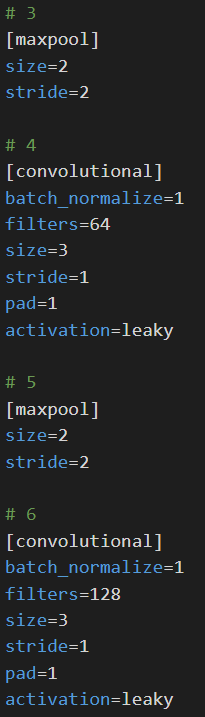 # 3
[maxpool]
size=2
stride=2
# 4
[convolutional]
batch_normalize=1
filters=64
size=3
stride=1
pad=1
activation=leaky
# 5
[maxpool]
size=2
stride=2
# 6
[convolutional]
batch_normalize=1
filters=128
size=3
stride=1
pad=1
activation=leaky